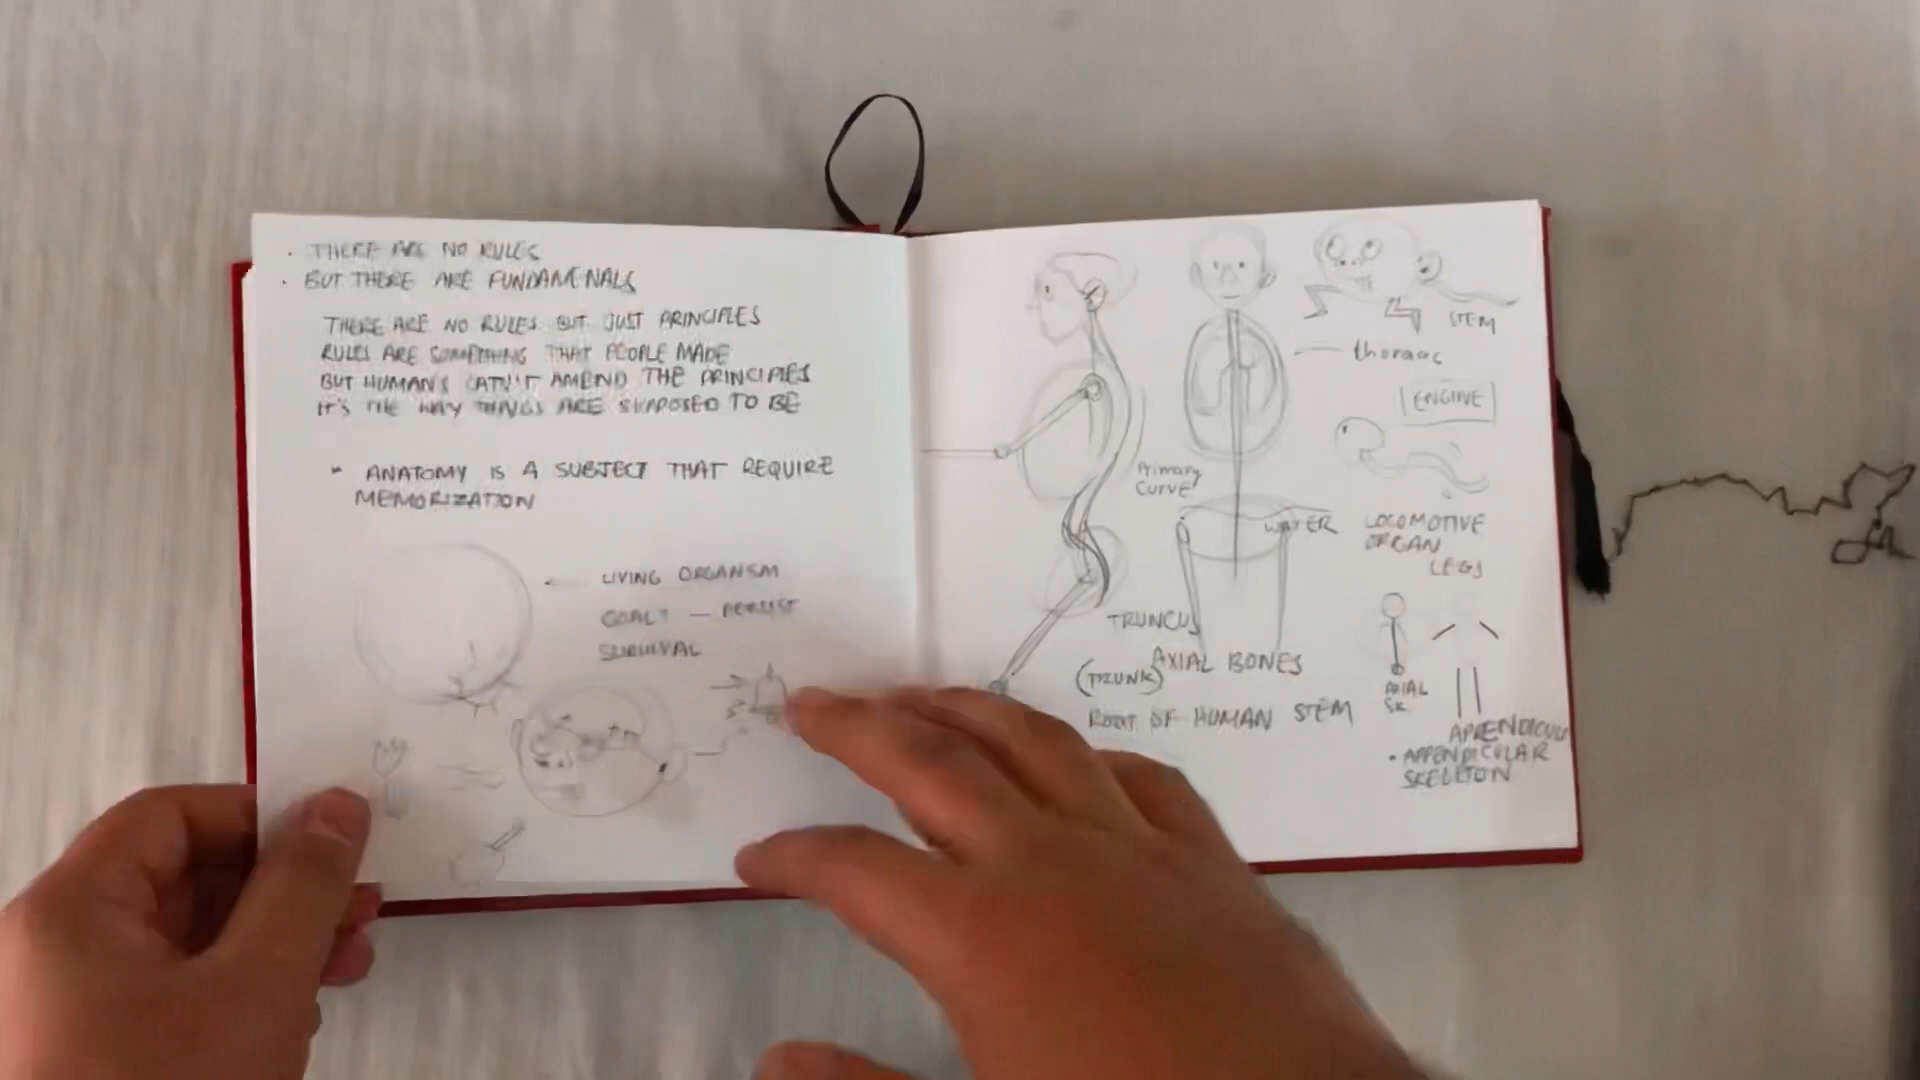 · THERE ARE NO RULES
· BUT THERE ARE FUNDAMENALS
THERE ARE NO RULES BUT JUST PRINCIPLES
RULES ARE SOMETHING THAT PEOPLE MADE
BUT HUMANS CAN'T AMEND THE PRINCIPLES
IT'S THE WAY THINGS ARE SUPPOSED TO BE
ANATOMY IS A SUBJECT THAT REQUIRE
MEMORIZATION
LIVING ORGANISM
GOAL? — PERSIST
SURVIVAL
STEM
thorax
ENGINE
Primary
Curve
WATER
LOCOMOTIVE
ORGAN
LEGS
TRUNCUS
AXIAL BONES
(TRUNK)
ROOT OF HUMAN STEM
AXIAL
SK.
· APPENDICULAR
SKELETON